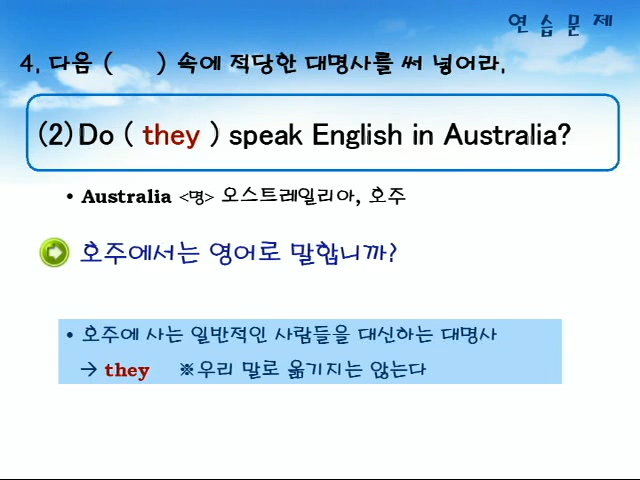 연 습 문 제
4. 다음 (     ) 속에 적당한 대명사를 써 넣어라.
(2) Do ( they ) speak English in Australia?
• Australia <명> 오스트레일리아, 호주
호주에서는 영어로 말합니까?
• 호주에 사는 일반적인 사람들을 대신하는 대명사
→ they ※우리 말로 옮기지는 않는다